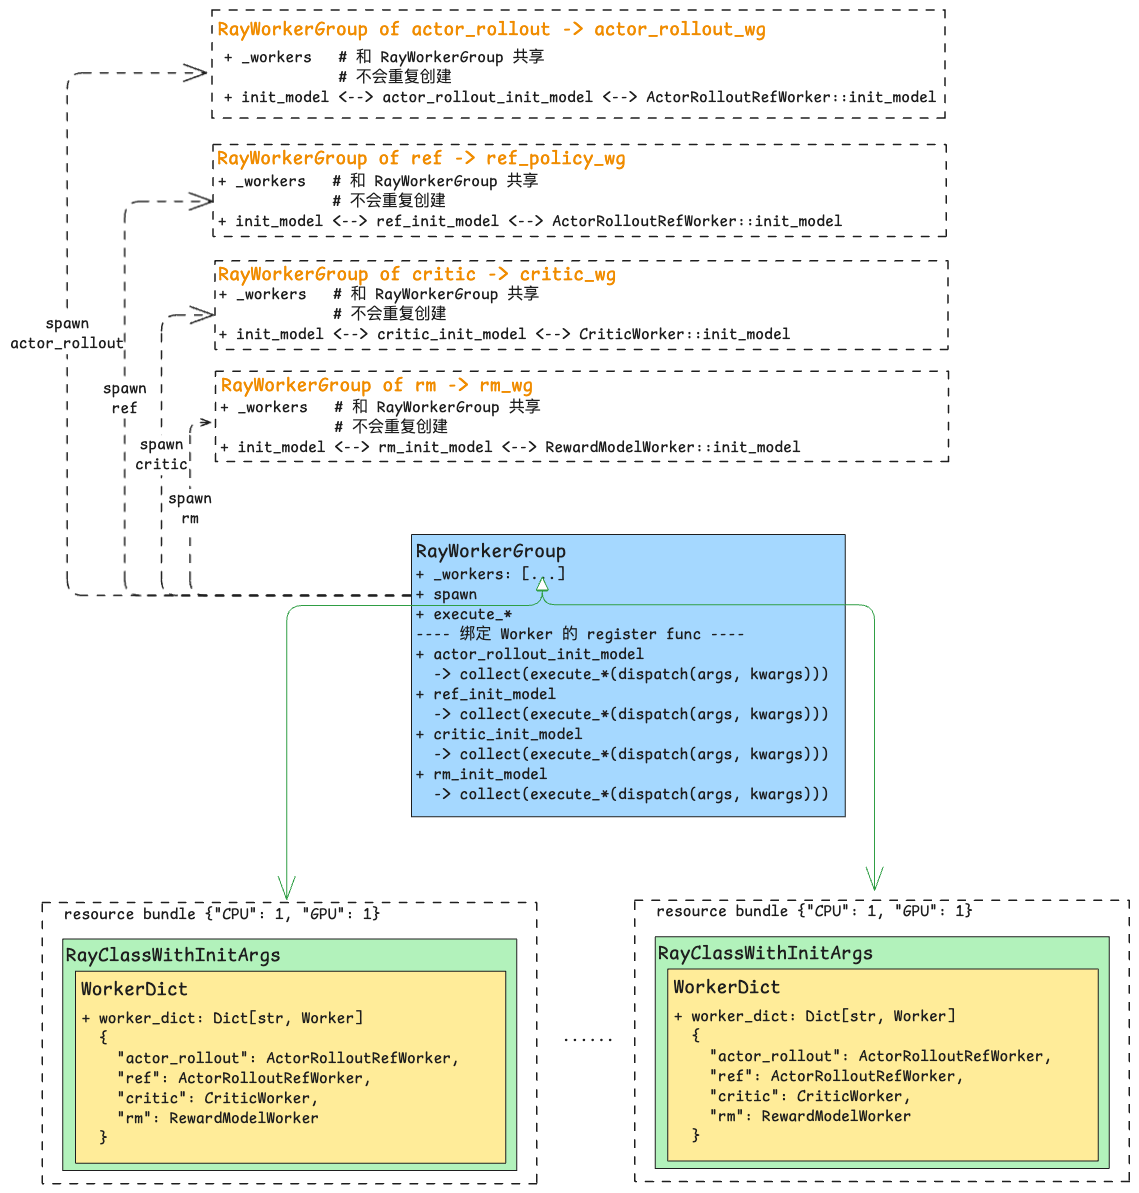 RayWorkerGroup of actor_rollout -> actor_rollout_wg
+ _workers   # 和 RayWorkerGroup 共享
# 不会重复创建
+ init_model <--> actor_rollout_init_model <--> ActorRolloutRefWorker::init_model
RayWorkerGroup of ref -> ref_policy_wg
+ _workers   # 和 RayWorkerGroup 共享
# 不会重复创建
+ init_model <--> ref_init_model <--> ActorRolloutRefWorker::init_model
RayWorkerGroup of critic -> critic_wg
+ _workers   # 和 RayWorkerGroup 共享
# 不会重复创建
+ init_model <--> critic_init_model <--> CriticWorker::init_model
RayWorkerGroup of rm -> rm_wg
+ _workers   # 和 RayWorkerGroup 共享
# 不会重复创建
+ init_model <--> rm_init_model <--> RewardModelWorker::init_model
spawn
actor_rollout
spawn
ref
spawn
critic
spawn
rm
RayWorkerGroup
+ _workers: [...]
+ spawn
+ execute_*
---- 绑定 Worker 的 register func ----
+ actor_rollout_init_model
-> collect(execute_*(dispatch(args, kwargs)))
+ ref_init_model
-> collect(execute_*(dispatch(args, kwargs)))
+ critic_init_model
-> collect(execute_*(dispatch(args, kwargs)))
+ rm_init_model
-> collect(execute_*(dispatch(args, kwargs)))
resource bundle {"CPU": 1, "GPU": 1}
RayClassWithInitArgs
WorkerDict
+ worker_dict: Dict[str, Worker]
{
"actor_rollout": ActorRolloutRefWorker,
"ref": ActorRolloutRefWorker,
"critic": CriticWorker,
"rm": RewardModelWorker
}
......
resource bundle {"CPU": 1, "GPU": 1}
RayClassWithInitArgs
WorkerDict
+ worker_dict: Dict[str, Worker]
{
"actor_rollout": ActorRolloutRefWorker,
"ref": ActorRolloutRefWorker,
"critic": CriticWorker,
"rm": RewardModelWorker
}